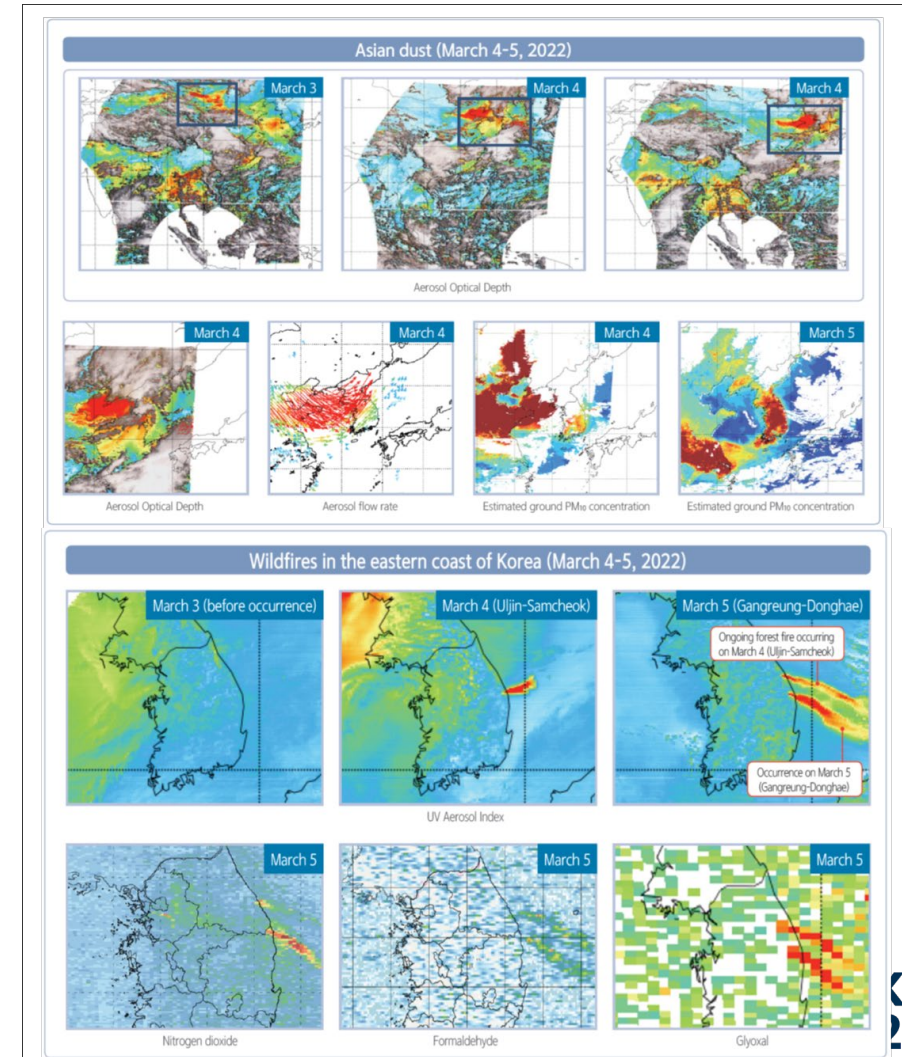 Asian dust (March 4-5, 2022)
March 3
March 4
March 4
Aerosol Optical Depth
March 4
March 4
March 4
March 5
Aerosol Optical Depth
Aerosol flow rate
Estimated ground PM₁₀ concentration
Estimated ground PM₁₀ concentration
Wildfires in the eastern coast of Korea (March 4-5, 2022)
March 3 (before occurrence)
March 4 (Uljin-Samcheok)
March 5 (Gangreung-Donghae)
Ongoing forest fire occurring
on March 4 (Uljin-Samcheok)
Occurrence on March 5
(Gangreung-Donghae)
UV Aerosol Index
March 5
March 5
March 5
Nitrogen dioxide
Formaldehyde
Glyoxal
2